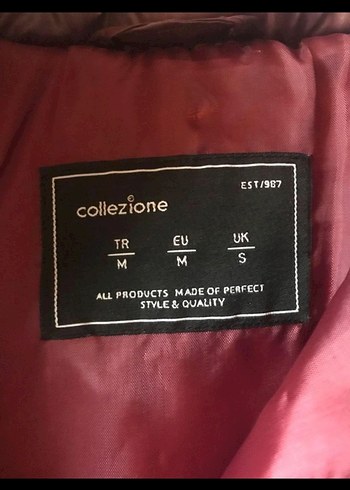 EST/987
collezione
TR EU UK
M M S
ALL PRODUCTS MADE OF PERFECT
STYLE & QUALITY